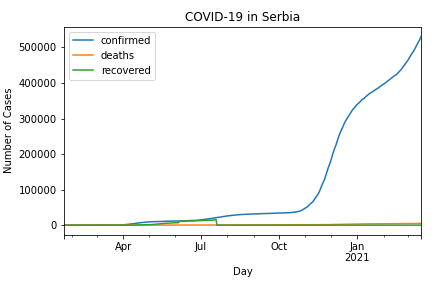 COVID-19 in Serbia
confirmed
deaths
recovered
Number of Cases
500000
400000
300000
200000
100000
0
Apr
Jul
Oct
Jan
2021
Day